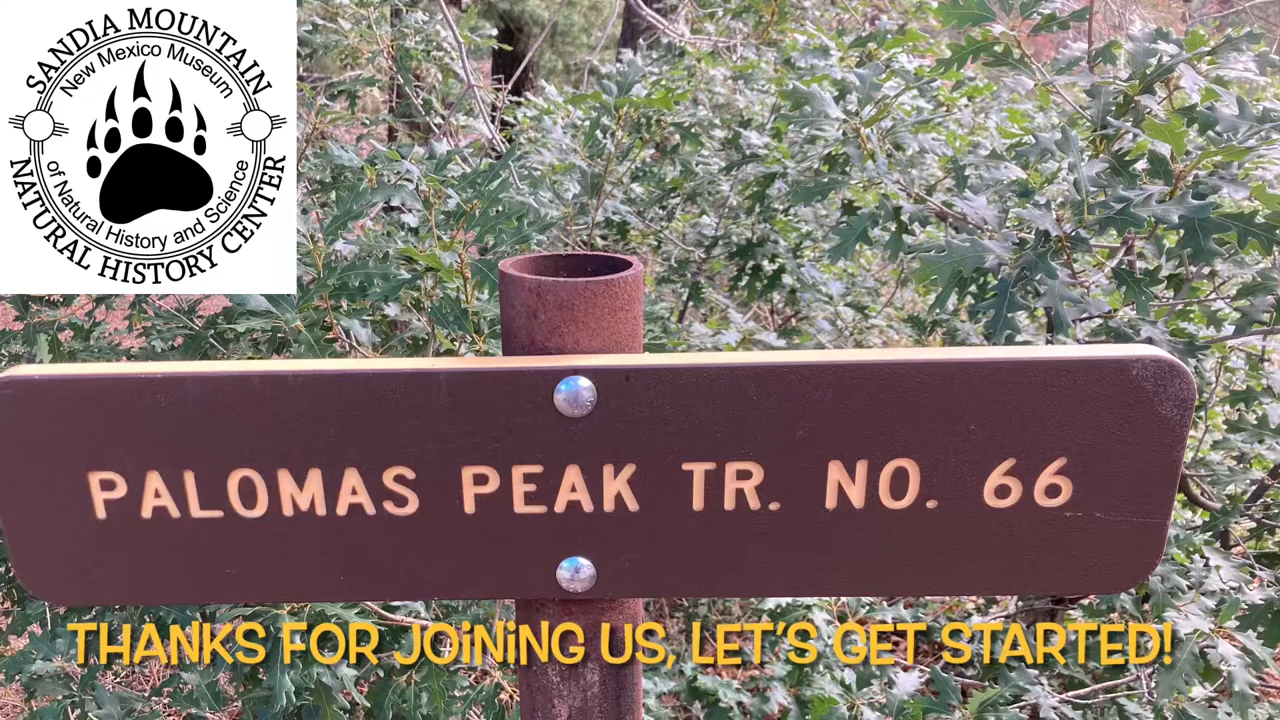 SANDIA MOUNTAIN
New Mexico Museum
of Natural History and Science
NATURAL HISTORY CENTER
PALOMAS PEAK TR. NO. 66
THANKS FOR JOiNiNG US, LET'S GET STARTED!